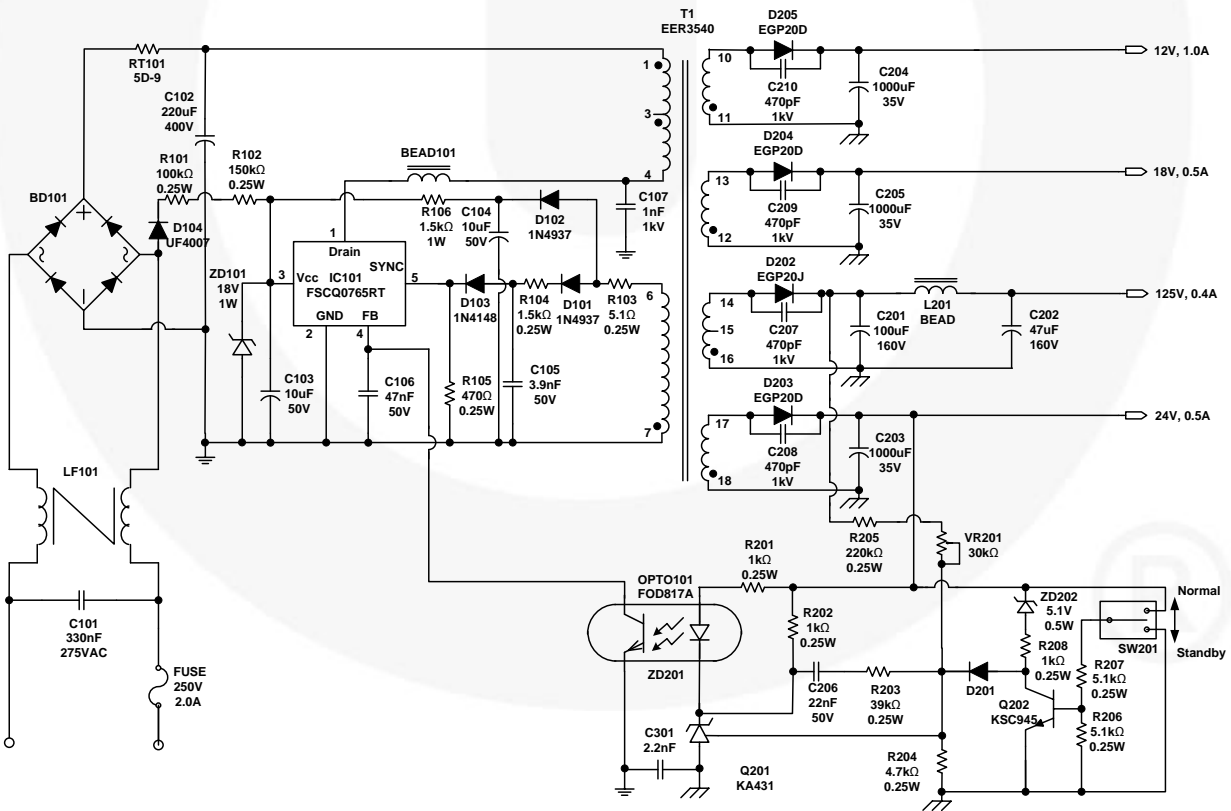 T1
EER3540
RT101
5D-9
C102
220uF
400V
R101
100kΩ
0.25W
R102
150kΩ
0.25W
BD101
D104
UF4007
BEAD101
1
3
4
R106
1.5kΩ
1W
C104
10uF
50V
D102
1N4937
C107
1nF
1kV
1
Drain
SYNC
3
Vcc
IC101
FSCQ0765RT
5
GND
FB
2
4
ZD101
18V
1W
D103
1N4148
R104
1.5kΩ
0.25W
D101
1N4937
R103
5.1Ω
0.25W
6
7
C103
10uF
50V
C106
47nF
50V
R105
470Ω
0.25W
C105
3.9nF
50V
LF101
C101
330nF
275VAC
FUSE
250V
2.0A
10
11
D205
EGP20D
C210
470pF
1kV
C204
1000uF
35V
12V, 1.0A
13
12
D204
EGP20D
C209
470pF
1kV
C205
1000uF
35V
18V, 0.5A
14
15
16
D202
EGP20J
C207
470pF
1kV
C201
100uF
160V
L201
BEAD
C202
47uF
160V
125V, 0.4A
17
18
D203
EGP20D
C208
470pF
1kV
C203
1000uF
35V
24V, 0.5A
R205
220kΩ
0.25W
VR201
30kΩ
R201
1kΩ
0.25W
OPTO101
FOD817A
ZD201
R202
1kΩ
0.25W
C206
22nF
50V
R203
39kΩ
0.25W
D201
ZD202
5.1V
0.5W
R208
1kΩ
0.25W
Normal
SW201
Standby
R207
5.1kΩ
0.25W
Q202
KSC945
R206
5.1kΩ
0.25W
C301
2.2nF
Q201
KA431
R204
4.7kΩ
0.25W
®